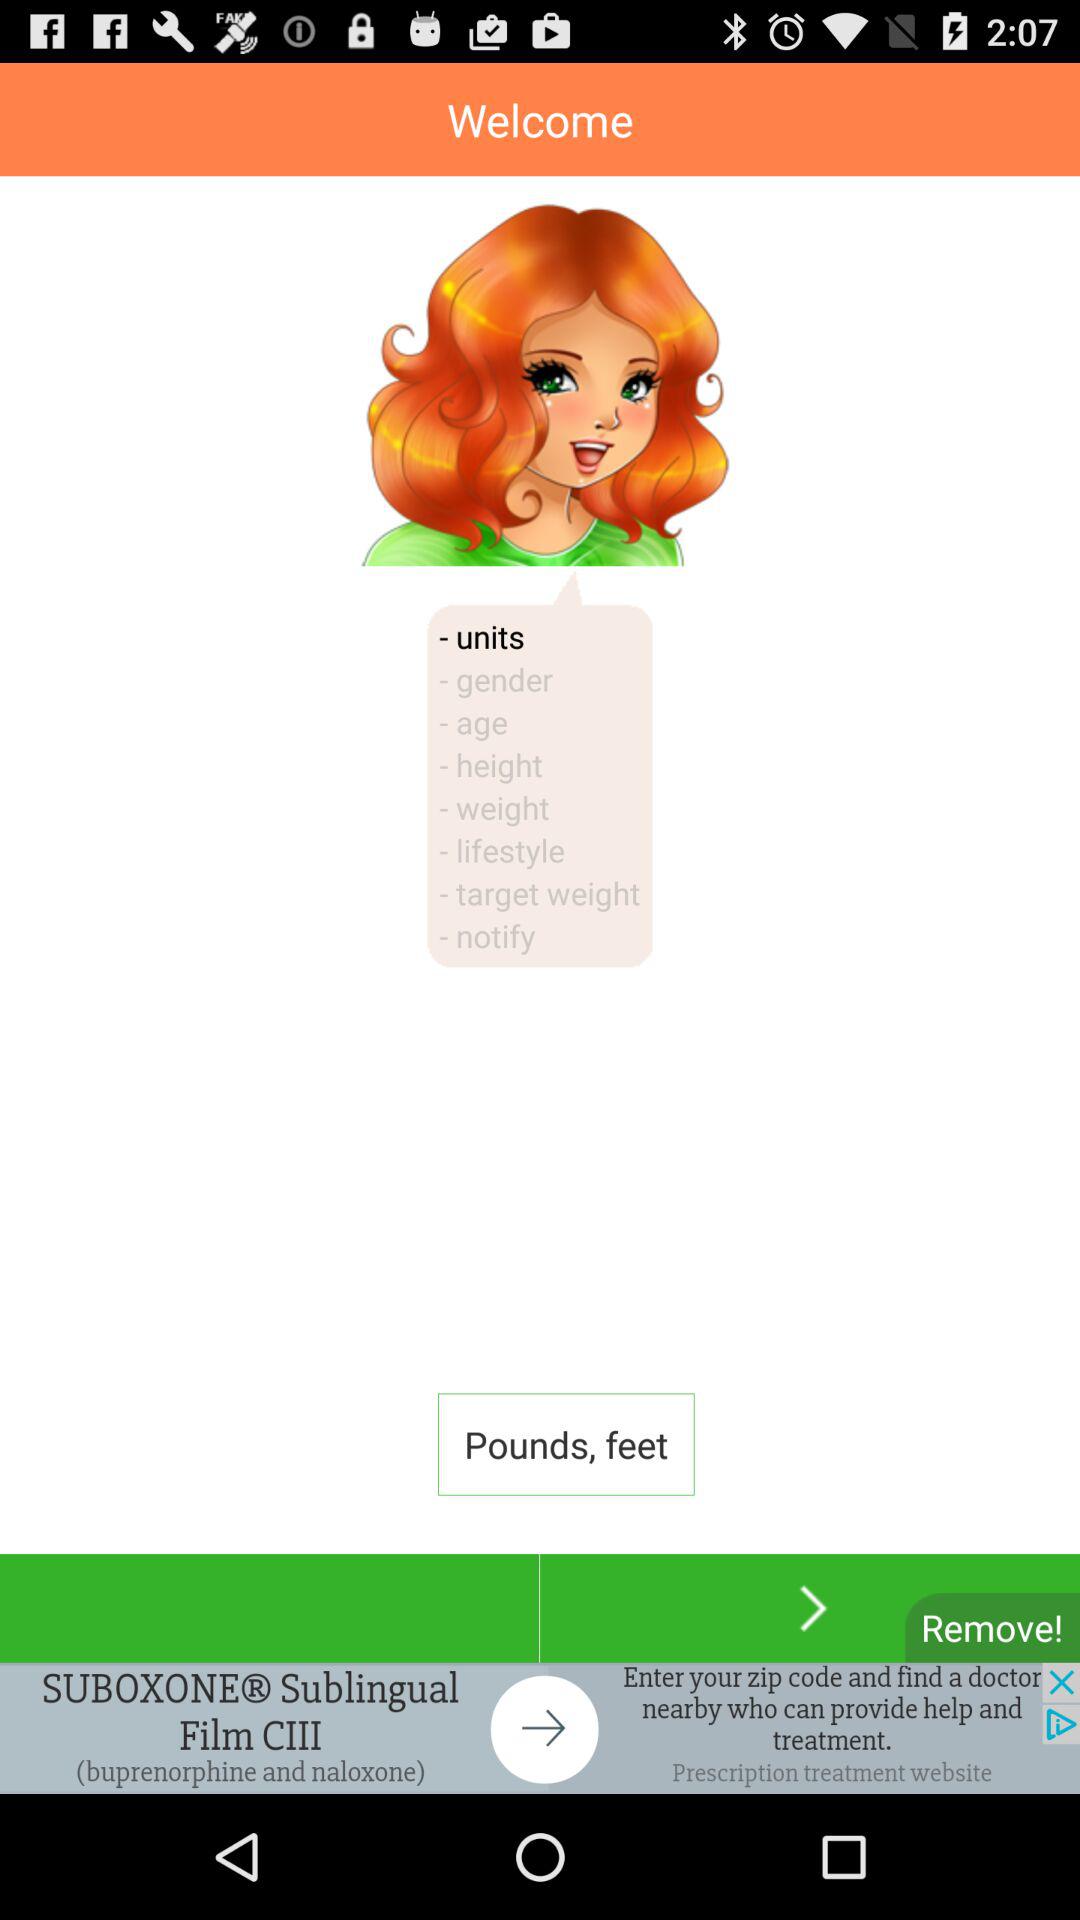 FAKE
2:07
Welcome
- units
- gender
- age
- height
- weight
- lifestyle
- target weight
- notify
Pounds, feet
Remove!
SUBOXONE® Sublingual
Film CIII
(buprenorphine and naloxone)
Enter your zip code and find a doctor
nearby who can provide help and
treatment.
Prescription treatment website